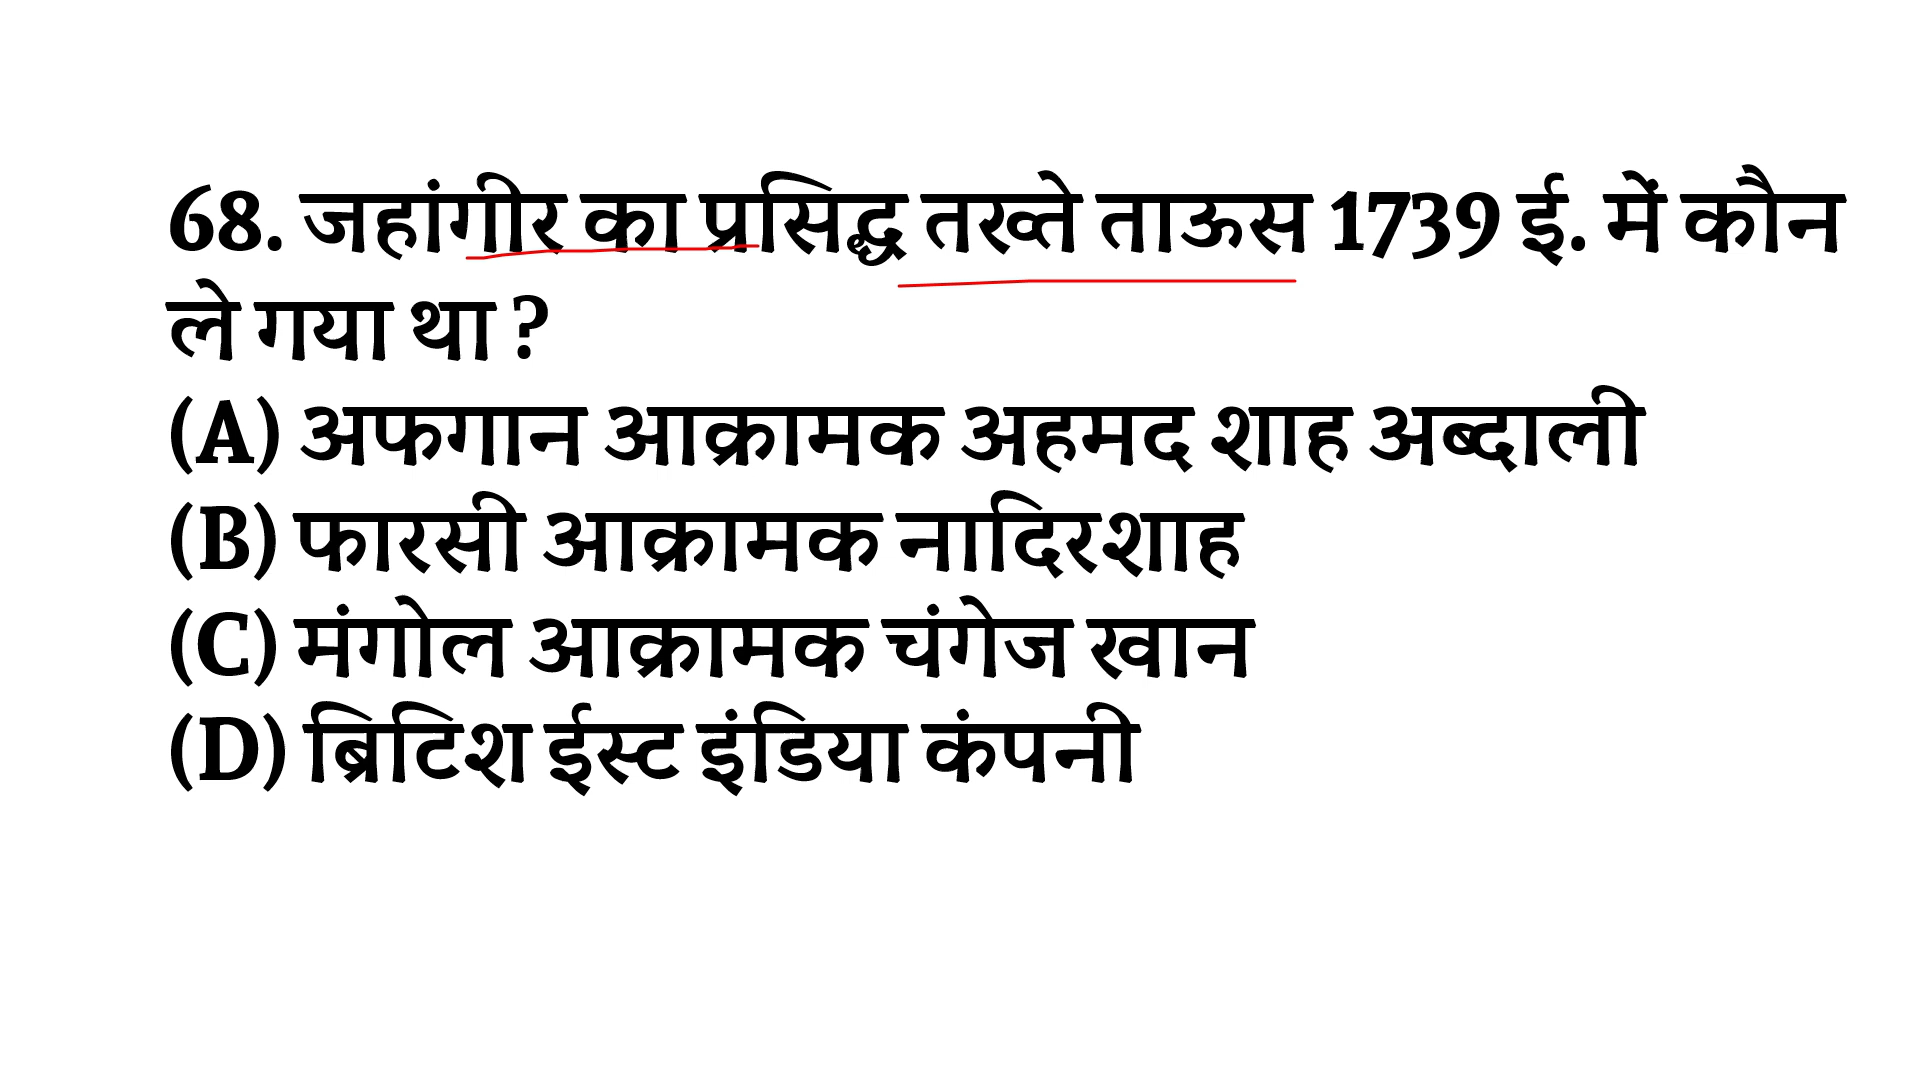 68. जहांगीर का प्रसिद्ध तख्ते ताऊस 1739 ई. में कौन
ले गया था ?
(A) अफगान आक्रामक अहमद शाह अब्दाली
(B) फारसी आक्रामक नादिरशाह
(C) मंगोल आक्रामक चंगेज खान
(D) ब्रिटिश ईस्ट इंडिया कंपनी